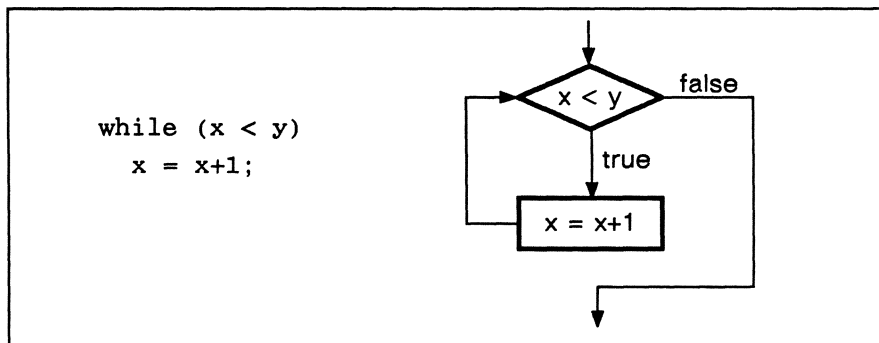 while (x < y)
x = x+1;
x < y
false
true
x = x+1